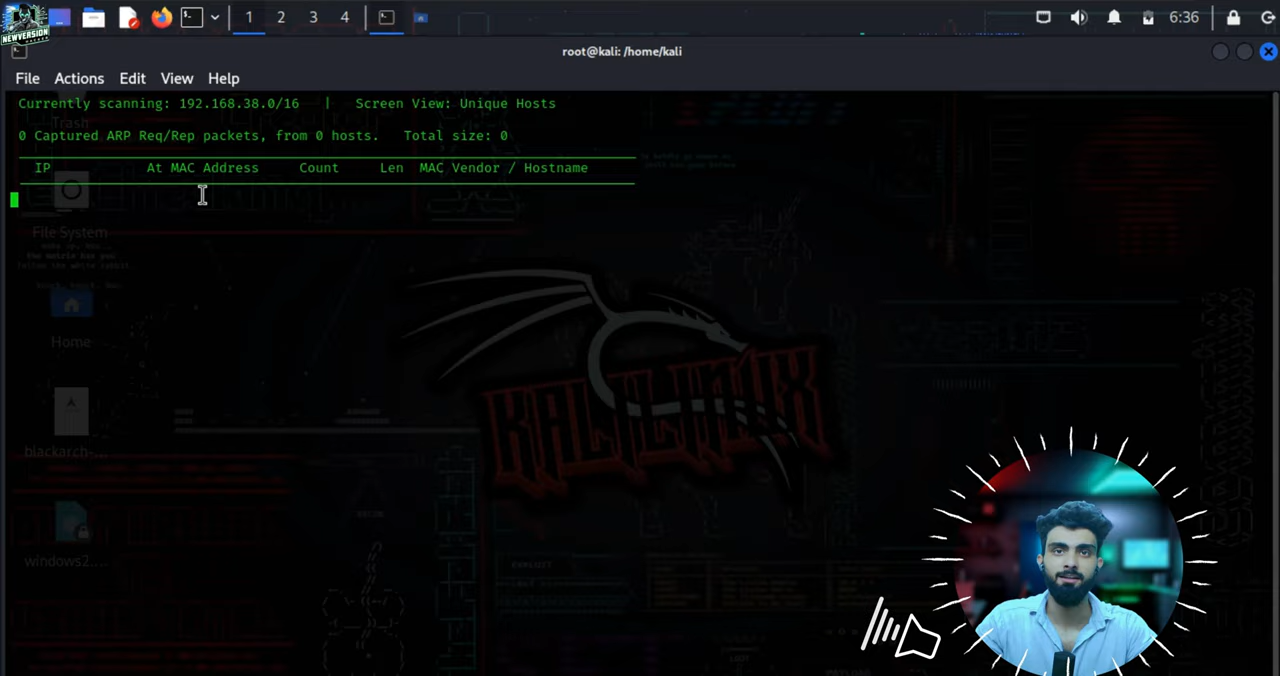 NEWVERSION
1 2 3 4
6:36
root@kali: /home/kali
File Actions Edit View Help
Currently scanning: 192.168.38.0/16 | Screen View: Unique Hosts
Trash
0 Captured ARP Req/Rep packets, from 0 hosts. Total size: 0
IP At MAC Address Count Len MAC Vendor / Hostname
File System
Home
KALI LINUX
blackarch-...
windows2...